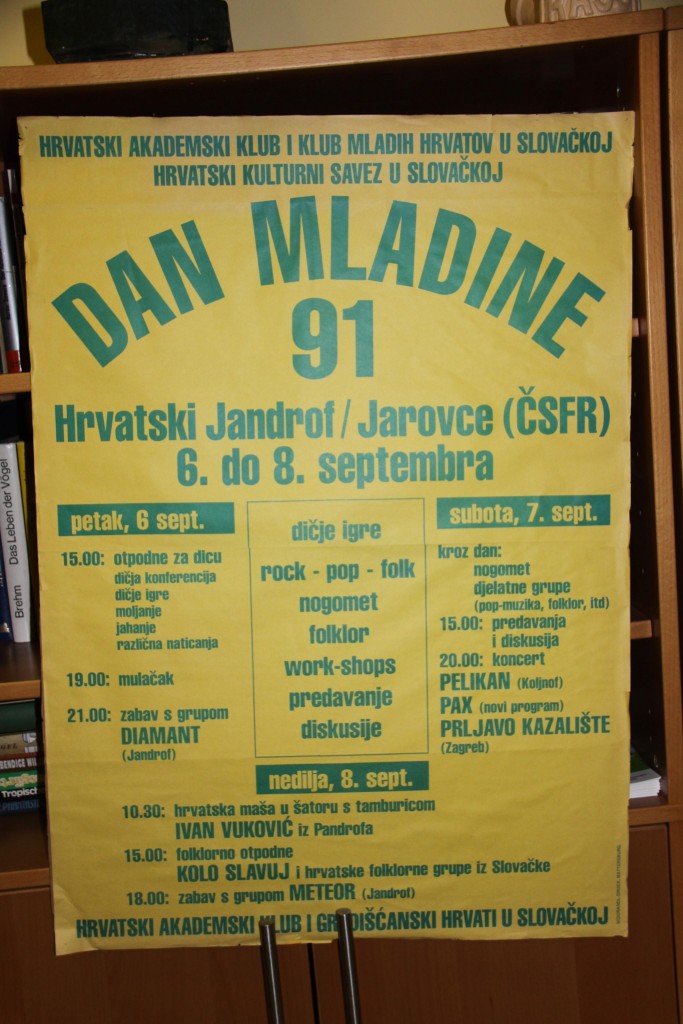 HRVATSKI AKADEMSKI KLUB I KLUB MLADIH HRVATOV U SLOVAČKOJ
HRVATSKI KULTURNI SAVEZ U SLOVAČKOJ
DAN MLADINE
91
Hrvatski Jandrof / Jarovce (ČSFR)
6. do 8. septembra
petak, 6 sept.
15.00: otpodne za dicu
dičja konferencija
dičje igre
moljanje
jahanje
različna naticanja
19.00: mulačak
21.00: zabav s grupom
DIAMANT
(Jandrof)
dičje igre
rock - pop - folk
nogomet
folklor
work-shops
predavanje
diskusije
subota, 7. sept.
kroz dan:
nogomet
djelatne grupe
(pop-muzika, folklor, itd)
15.00: predavanja
i diskusija
20.00: koncert
PELIKAN (Koljnof)
PAX (novi program)
PRLJAVO KAZALIŠTE
(Zagreb)
nedilja, 8. sept.
10.30: hrvatska maša u šatoru s tamburicom
IVAN VUKOVIĆ iz Pandrofa
15.00: folklorno otpodne
KOLO SLAVUJ i hrvatske folklorne grupe iz Slovačke
18.00: zabav s grupom METEOR (Jandrof)
HRVATSKI AKADEMSKI KLUB I GRADIŠĆANSKI HRVATI U SLOVAČKOJ
Brehm Das Leben der Vögel